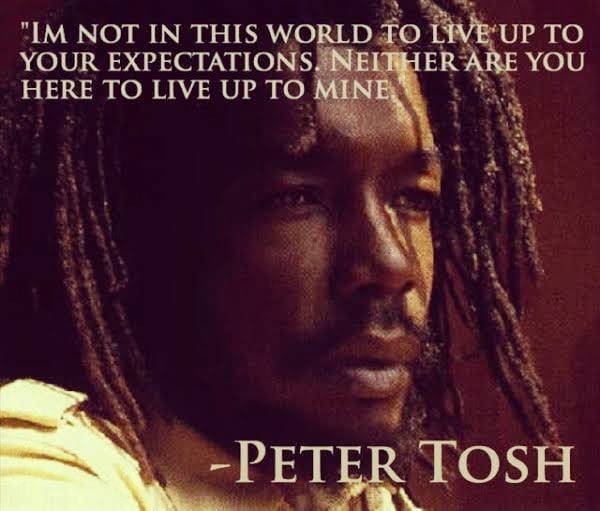 "IM NOT IN THIS WORLD TO LIVE UP TO
YOUR EXPECTATIONS. NEITHER ARE YOU
HERE TO LIVE UP TO MINE.
-PETER TOSH